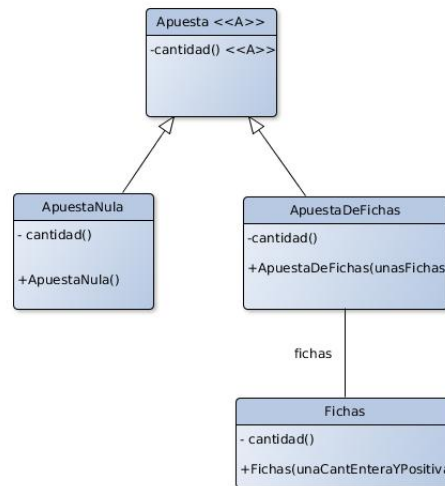 Apuesta <<A>>
-cantidad() <<A>>
ApuestaNula
- cantidad()
+ApuestaNula()
ApuestaDeFichas
-cantidad()
+ApuestaDeFichas(unasFichas
fichas
Fichas
- cantidad()
+Fichas(unaCantEnteraYPositiva